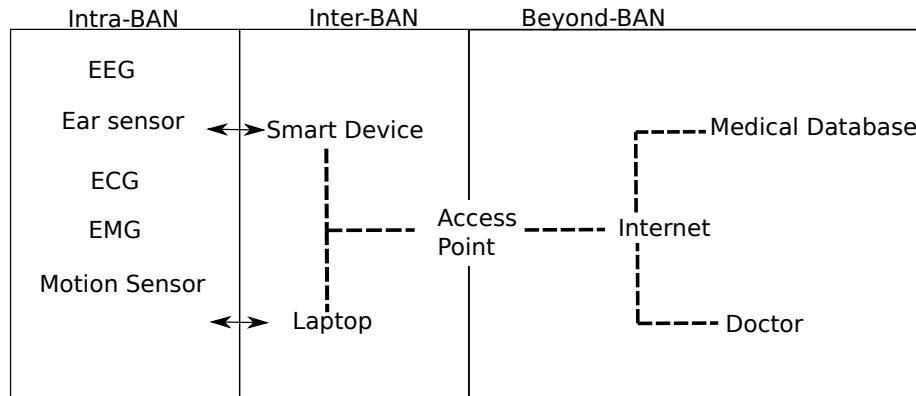 Intra-BAN
Inter-BAN
Beyond-BAN
EEG
Ear sensor
ECG
EMG
Motion Sensor
Smart Device
Laptop
Access
Point
Internet
Medical Database
Doctor